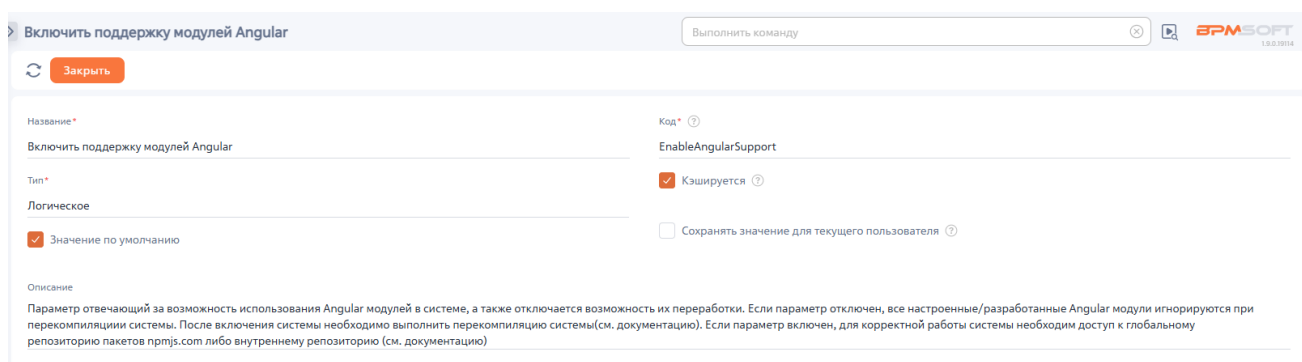 Включить поддержку модулей Angular
Выполнить команду
BPMSOFT
1.9.0.19114
Закрыть
Название*
Код*
Включить поддержку модулей Angular
EnableAngularSupport
Тип*
Кэшируется
Логическое
Значение по умолчанию
Сохранять значение для текущего пользователя
Описание
Параметр отвечающий за возможность использования Angular модулей в системе, а также отключается возможность их переработки. Если параметр отключен, все настроенные/разработанные Angular модули игнорируются при
перекомпиляциии системы. После включения системы необходимо выполнить перекомпиляцию системы(см. документацию). Если параметр включен, для корректной работы системы необходим доступ к глобальному
репозиторию пакетов npmjs.com либо внутреннему репозиторию (см. документацию)